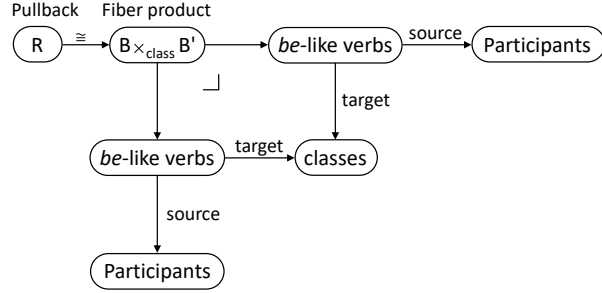 Pullback
Fiber product
R
≅
B×class B'
be-like verbs
source
Participants
target
be-like verbs
target
classes
source
Participants